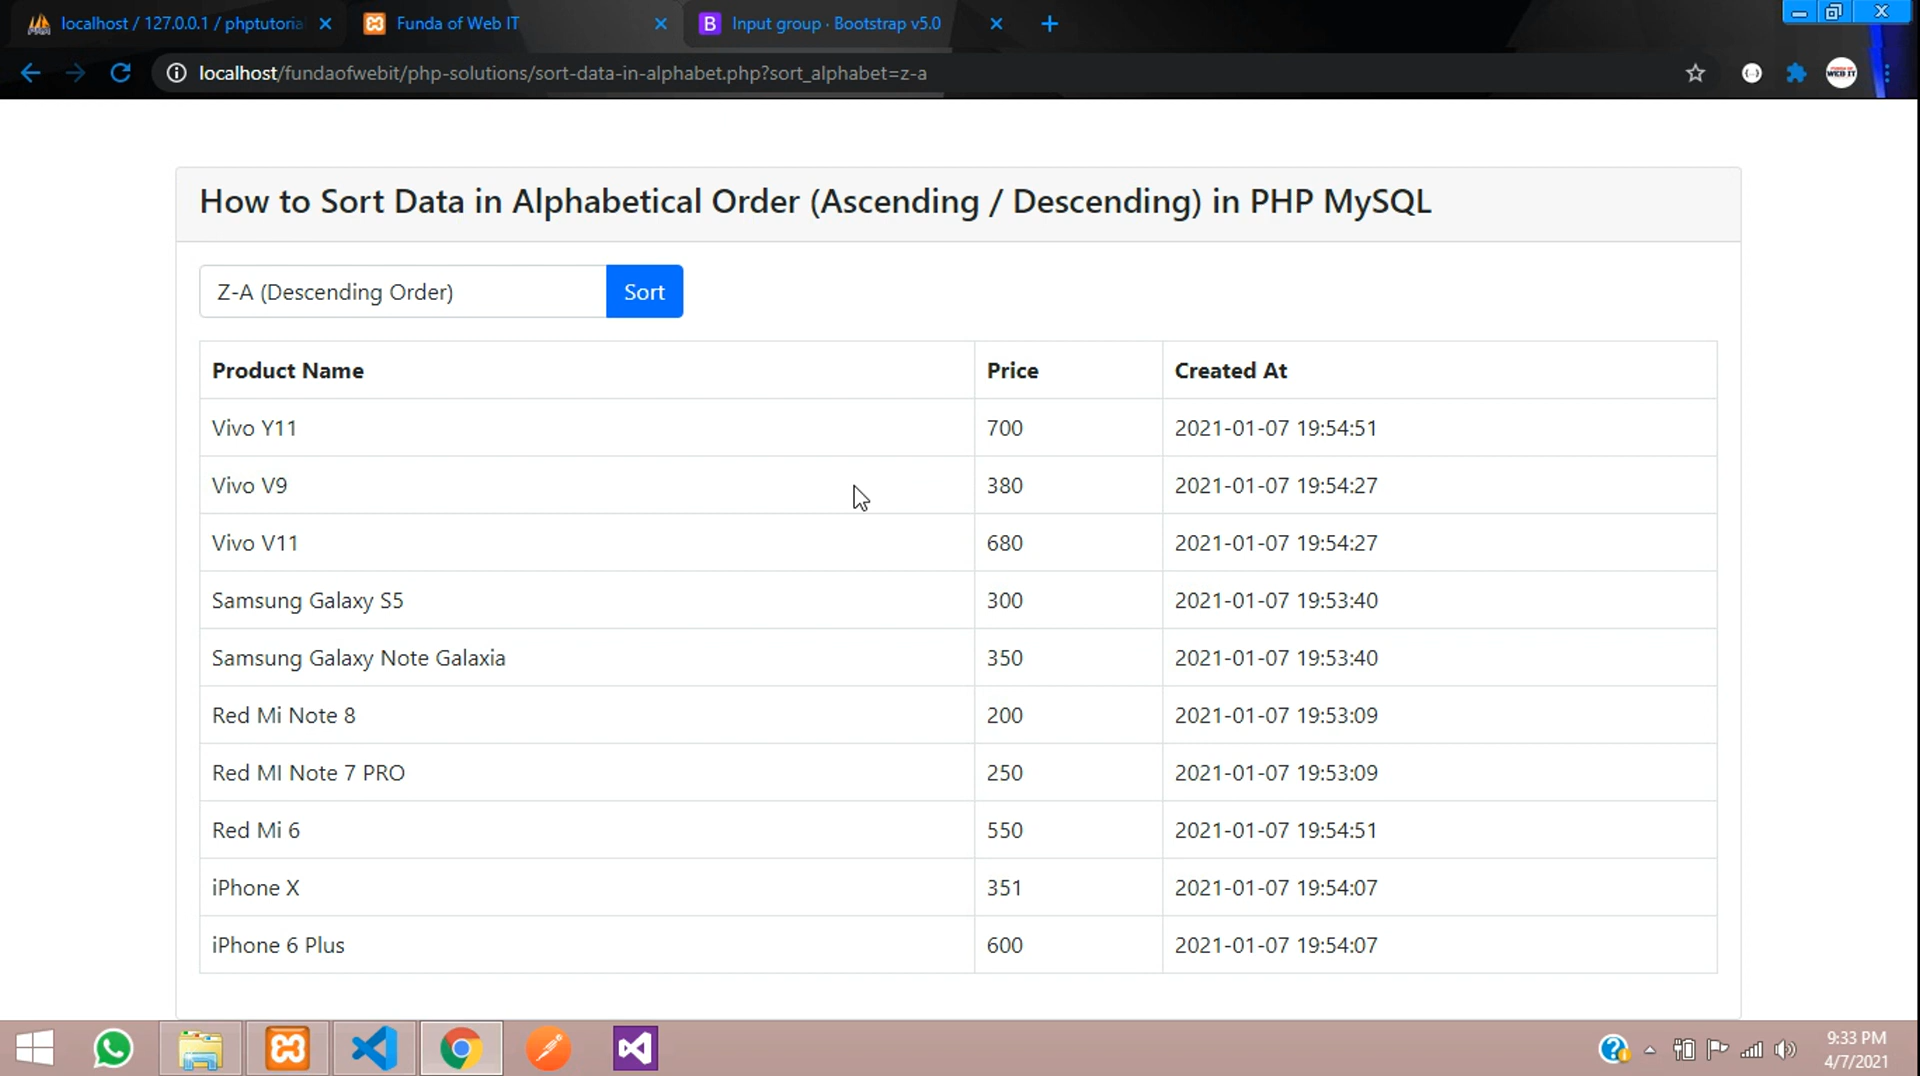 localhost / 127.0.0.1 / phptutoria
Funda of Web IT
Input group · Bootstrap v5.0
localhost/fundaofwebit/php-solutions/sort-data-in-alphabet.php?sort_alphabet=z-a
WEB IT
How to Sort Data in Alphabetical Order (Ascending / Descending) in PHP MySQL
Z-A (Descending Order) Sort
Product Name Price Created At
Vivo Y11 700 2021-01-07 19:54:51
Vivo V9 380 2021-01-07 19:54:27
Vivo V11 680 2021-01-07 19:54:27
Samsung Galaxy S5 300 2021-01-07 19:53:40
Samsung Galaxy Note Galaxia 350 2021-01-07 19:53:40
Red Mi Note 8 200 2021-01-07 19:53:09
Red MI Note 7 PRO 250 2021-01-07 19:53:09
Red Mi 6 550 2021-01-07 19:54:51
iPhone X 351 2021-01-07 19:54:07
iPhone 6 Plus 600 2021-01-07 19:54:07
9:33 PM
4/7/2021